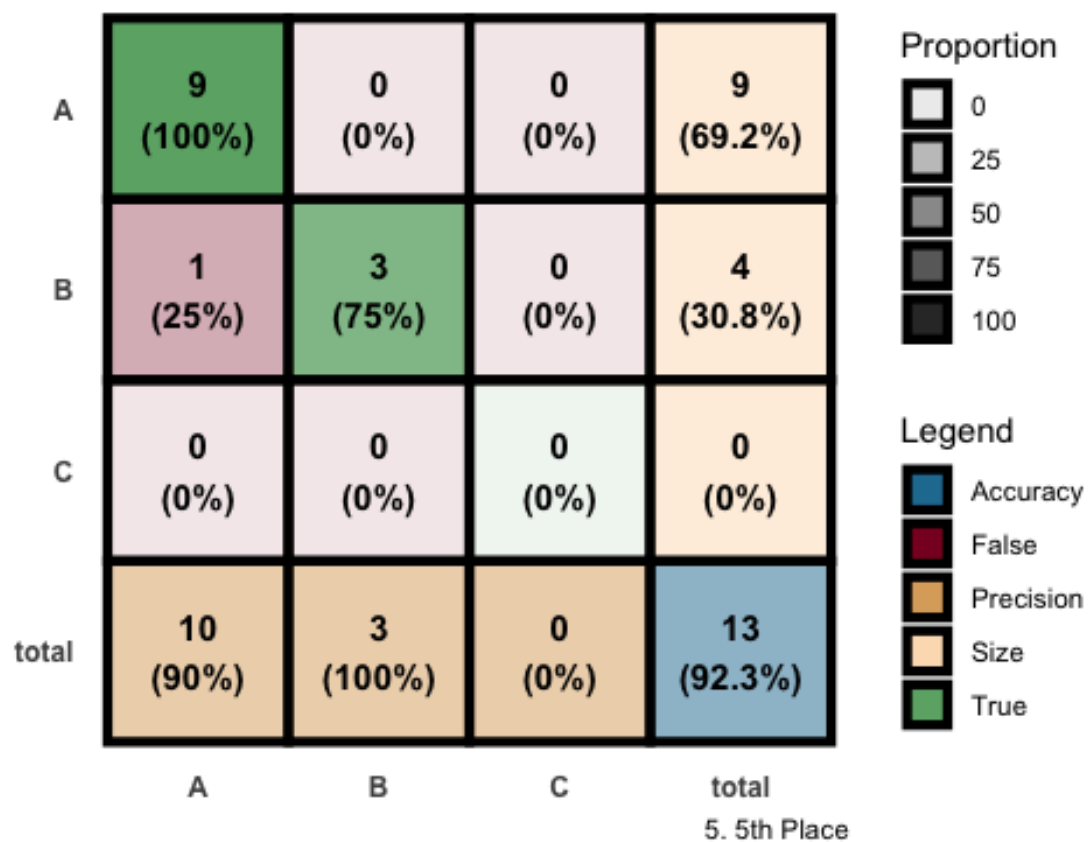 A
9
(100%)
0
(0%)
0
(0%)
9
(69.2%)
B
1
(25%)
3
(75%)
0
(0%)
4
(30.8%)
C
0
(0%)
0
(0%)
0
(0%)
0
(0%)
total
10
(90%)
3
(100%)
0
(0%)
13
(92.3%)
A
B
C
total
5. 5th Place
Proportion
0
25
50
75
100
Legend
Accuracy
False
Precision
Size
True